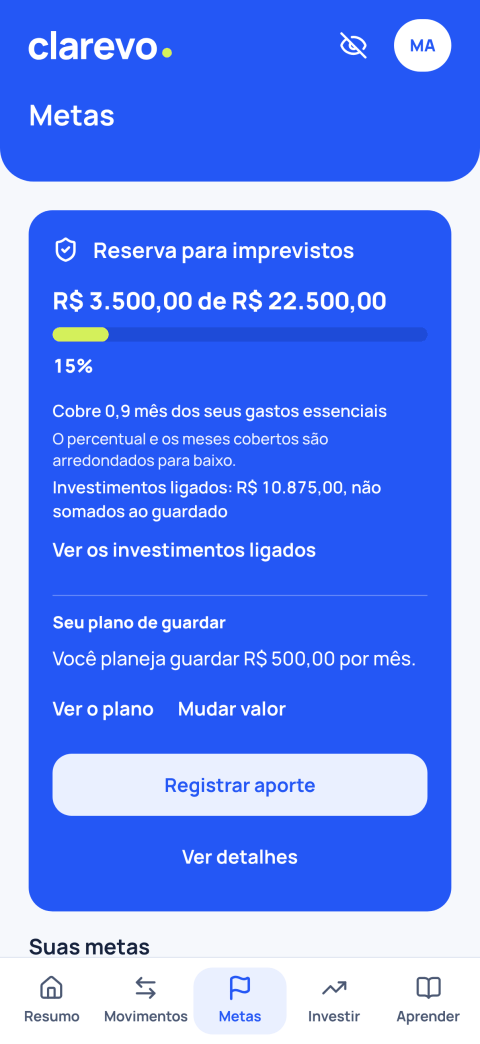 clarevo.
MA
Metas
Reserva para imprevistos
R$ 3.500,00 de R$ 22.500,00
15%
Cobre 0,9 mês dos seus gastos essenciais
O percentual e os meses cobertos são
arredondados para baixo.
Investimentos ligados: R$ 10.875,00, não
somados ao guardado
Ver os investimentos ligados
Seu plano de guardar
Você planeja guardar R$ 500,00 por mês.
Ver o plano Mudar valor
Registrar aporte
Ver detalhes
Suas metas
Resumo Movimentos Metas Investir Aprender